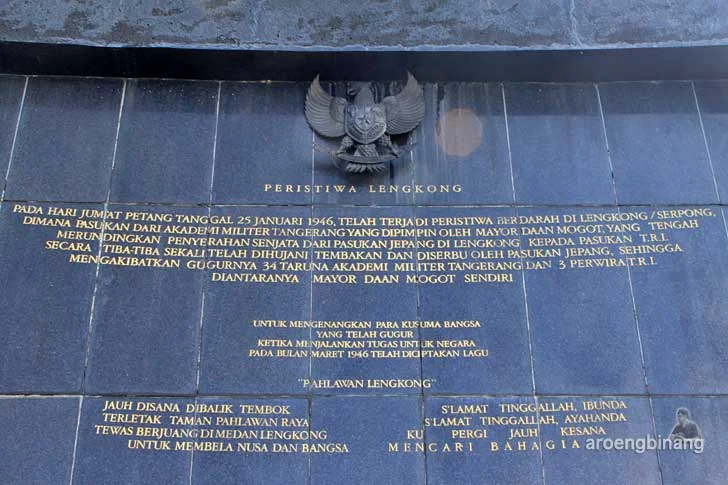 PERISTIWA LENGKONG
PADA HARI JUM'AT PETANG TANGGAL 25 JANUARI 1946, TELAH TERJADI PERISTIWA BERDARAH DI LENGKONG / SERPONG,
DIMANA PASUKAN DARI AKADEMI MILITER TANGERANG YANG DIPIMPIN OLEH MAYOR DAAN MOGOT, YANG TENGAH
MERUNDINGKAN PENYERAHAN SENJATA DARI PASUKAN JEPANG DI LENGKONG KEPADA PASUKAN T.R.I.
SECARA TIBA-TIBA SEKALI TELAH DIHUJANI TEMBAKAN DAN DISERBU OLEH PASUKAN JEPANG, SEHINGGA
MENGAKIBATKAN GUGURNYA 34 TARUNA AKADEMI MILITER TANGERANG DAN 3 PERWIRA T.R.I.
DIANTARANYA MAYOR DAAN MOGOT SENDIRI
UNTUK MENGENANGKAN PARA KUSUMA BANGSA
YANG TELAH GUGUR
KETIKA MENJALANKAN TUGAS UNTUK NEGARA
PADA BULAN MARET 1946 TELAH DICIPTAKAN LAGU
"PAHLAWAN LENGKONG"
JAUH DISANA DIBALIK TEMBOK
TERLETAK TAMAN PAHLAWAN RAYA
TEWAS BERJUANG DI MEDAN LENGKONG
UNTUK MEMBELA NUSA DAN BANGSA
S'LAMAT TINGGALLAH, IBUNDA
S'LAMAT TINGGALLAH, AYAHANDA
KU PERGI JAUH KESANA
MENCARI BAHAGIA
aroengbinang